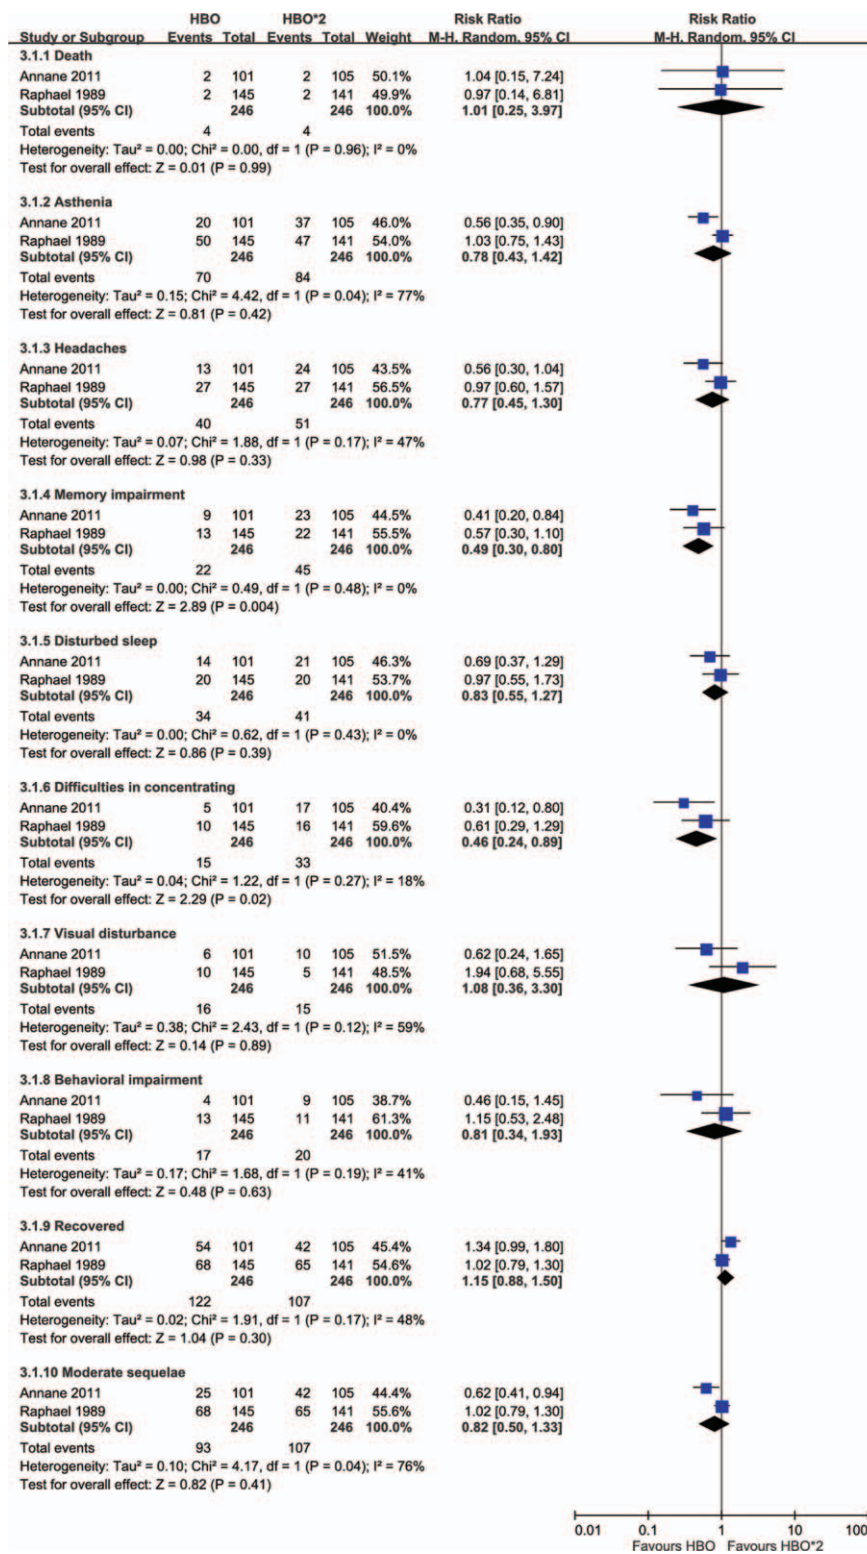 HBO HBO*2 Risk Ratio Risk Ratio
Study or Subgroup Events Total Events Total Weight M-H. Random. 95% CI M-H. Random. 95% CI
3.1.1 Death
Annane 2011 2 101 2 105 50.1% 1.04 [0.15, 7.24]
Raphael 1989 2 145 2 141 49.9% 0.97 [0.14, 6.81]
Subtotal (95% CI) 246 246 100.0% 1.01 [0.25, 3.97]
Total events 4 4
Heterogeneity: Tau² = 0.00; Chi² = 0.00, df = 1 (P = 0.96); I² = 0%
Test for overall effect: Z = 0.01 (P = 0.99)
3.1.2 Asthenia
Annane 2011 20 101 37 105 46.0% 0.56 [0.35, 0.90]
Raphael 1989 50 145 47 141 54.0% 1.03 [0.75, 1.43]
Subtotal (95% CI) 246 246 100.0% 0.78 [0.43, 1.42]
Total events 70 84
Heterogeneity: Tau² = 0.15; Chi² = 4.42, df = 1 (P = 0.04); I² = 77%
Test for overall effect: Z = 0.81 (P = 0.42)
3.1.3 Headaches
Annane 2011 13 101 24 105 43.5% 0.56 [0.30, 1.04]
Raphael 1989 27 145 27 141 56.5% 0.97 [0.60, 1.57]
Subtotal (95% CI) 246 246 100.0% 0.77 [0.45, 1.30]
Total events 40 51
Heterogeneity: Tau² = 0.07; Chi² = 1.88, df = 1 (P = 0.17); I² = 47%
Test for overall effect: Z = 0.98 (P = 0.33)
3.1.4 Memory impairment
Annane 2011 9 101 23 105 44.5% 0.41 [0.20, 0.84]
Raphael 1989 13 145 22 141 55.5% 0.57 [0.30, 1.10]
Subtotal (95% CI) 246 246 100.0% 0.49 [0.30, 0.80]
Total events 22 45
Heterogeneity: Tau² = 0.00; Chi² = 0.49, df = 1 (P = 0.48); I² = 0%
Test for overall effect: Z = 2.89 (P = 0.004)
3.1.5 Disturbed sleep
Annane 2011 14 101 21 105 46.3% 0.69 [0.37, 1.29]
Raphael 1989 20 145 20 141 53.7% 0.97 [0.55, 1.73]
Subtotal (95% CI) 246 246 100.0% 0.83 [0.55, 1.27]
Total events 34 41
Heterogeneity: Tau² = 0.00; Chi² = 0.62, df = 1 (P = 0.43); I² = 0%
Test for overall effect: Z = 0.86 (P = 0.39)
3.1.6 Difficulties in concentrating
Annane 2011 5 101 17 105 40.4% 0.31 [0.12, 0.80]
Raphael 1989 10 145 16 141 59.6% 0.61 [0.29, 1.29]
Subtotal (95% CI) 246 246 100.0% 0.46 [0.24, 0.89]
Total events 15 33
Heterogeneity: Tau² = 0.04; Chi² = 1.22, df = 1 (P = 0.27); I² = 18%
Test for overall effect: Z = 2.29 (P = 0.02)
3.1.7 Visual disturbance
Annane 2011 6 101 10 105 51.5% 0.62 [0.24, 1.65]
Raphael 1989 10 145 5 141 48.5% 1.94 [0.68, 5.55]
Subtotal (95% CI) 246 246 100.0% 1.08 [0.36, 3.30]
Total events 16 15
Heterogeneity: Tau² = 0.38; Chi² = 2.43, df = 1 (P = 0.12); I² = 59%
Test for overall effect: Z = 0.14 (P = 0.89)
3.1.8 Behavioral impairment
Annane 2011 4 101 9 105 38.7% 0.46 [0.15, 1.45]
Raphael 1989 13 145 11 141 61.3% 1.15 [0.53, 2.48]
Subtotal (95% CI) 246 246 100.0% 0.81 [0.34, 1.93]
Total events 17 20
Heterogeneity: Tau² = 0.17; Chi² = 1.68, df = 1 (P = 0.19); I² = 41%
Test for overall effect: Z = 0.48 (P = 0.63)
3.1.9 Recovered
Annane 2011 54 101 42 105 45.4% 1.34 [0.99, 1.80]
Raphael 1989 68 145 65 141 54.6% 1.02 [0.79, 1.30]
Subtotal (95% CI) 246 246 100.0% 1.15 [0.88, 1.50]
Total events 122 107
Heterogeneity: Tau² = 0.02; Chi² = 1.91, df = 1 (P = 0.17); I² = 48%
Test for overall effect: Z = 1.04 (P = 0.30)
3.1.10 Moderate sequelae
Annane 2011 25 101 42 105 44.4% 0.62 [0.41, 0.94]
Raphael 1989 68 145 65 141 55.6% 1.02 [0.79, 1.30]
Subtotal (95% CI) 246 246 100.0% 0.82 [0.50, 1.33]
Total events 93 107
Heterogeneity: Tau² = 0.10; Chi² = 4.17, df = 1 (P = 0.04); I² = 76%
Test for overall effect: Z = 0.82 (P = 0.41)
0.01 0.1 1 10 100
Favours HBO Favours HBO*2